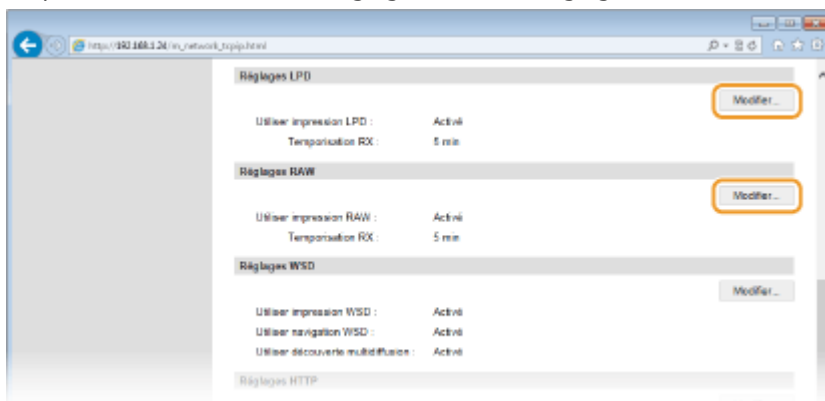 http://192.168.1.24/m_network_tcpip.html
Réglages LPD
Modifier...
Utiliser impression LPD : Activé
Temporisation RX : 5 min
Réglages RAW
Modifier...
Utiliser impression RAW : Activé
Temporisation RX : 5 min
Réglages WSD
Modifier...
Utiliser impression WSD : Activé
Utiliser navigation WSD : Activé
Utiliser découverte multidiffusion : Activé
Réglages HTTP